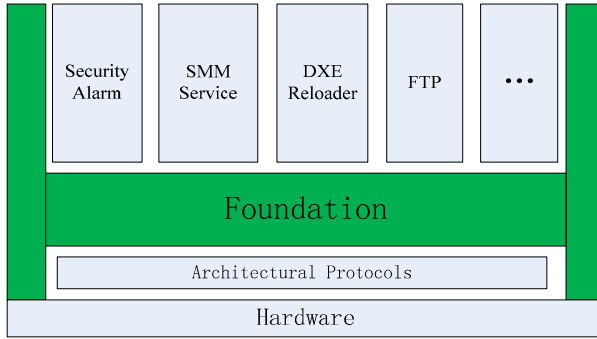 Security
Alarm
SMM
Service
DXE
Reloader
FTP
...
Foundation
Architectural Protocols
Hardware